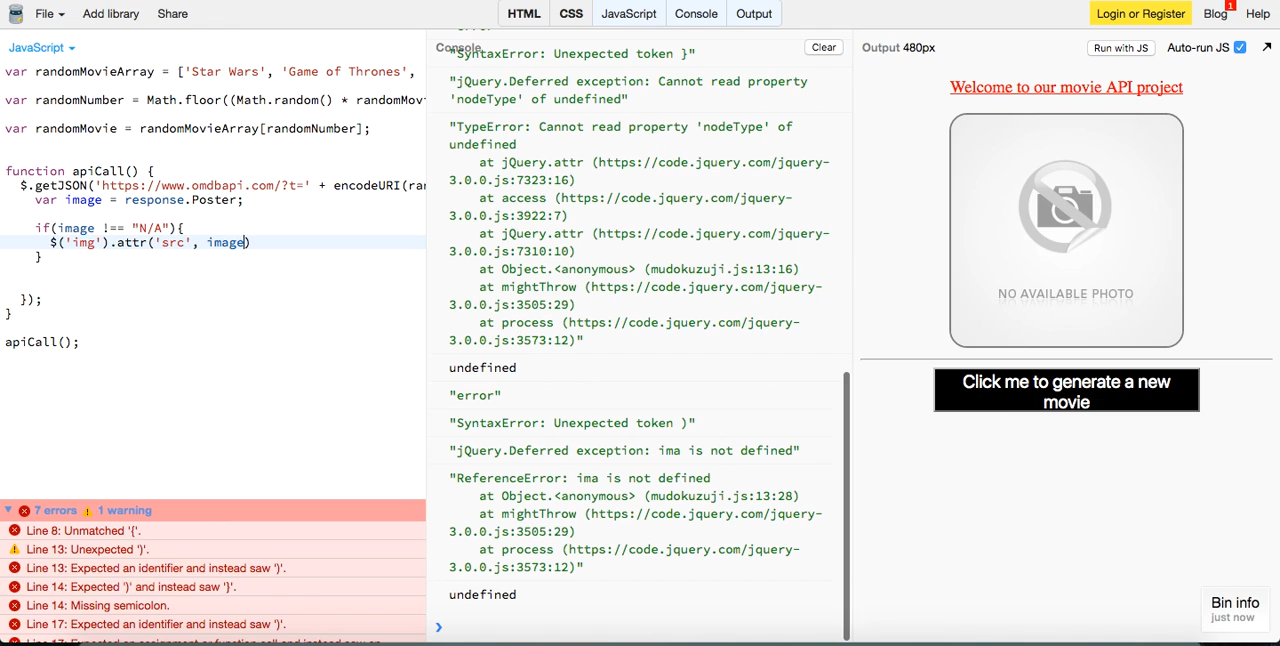 File
Add library
Share
HTML
CSS
JavaScript
Console
Output
Login or Register
Blog
1
Help
JavaScript
var randomMovieArray = ['Star Wars', 'Game of Thrones',
var randomNumber = Math.floor((Math.random() * randomMovi
var randomMovie = randomMovieArray[randomNumber];
function apiCall() {
$.getJSON('https://www.omdbapi.com/?t=' + encodeURI(ran
var image = response.Poster;
if(image !== "N/A"){
$('img').attr('src', image)
}
});
}
apiCall();
7 errors 1 warning
Line 8: Unmatched '{'.
Line 13: Unexpected ')'.
Line 13: Expected an identifier and instead saw ')'.
Line 14: Expected ')' and instead saw '}'.
Line 14: Missing semicolon.
Line 17: Expected an identifier and instead saw ')'.
Line 17: Expected an assignment or function call and instead saw an
Console
Clear
"SyntaxError: Unexpected token }"
"jQuery.Deferred exception: Cannot read property
'nodeType' of undefined"
"TypeError: Cannot read property 'nodeType' of
undefined
at jQuery.attr (https://code.jquery.com/jquery-
3.0.0.js:7323:16)
at access (https://code.jquery.com/jquery-
3.0.0.js:3922:7)
at jQuery.attr (https://code.jquery.com/jquery-
3.0.0.js:7310:10)
at Object.<anonymous> (mudokuzuji.js:13:16)
at mightThrow (https://code.jquery.com/jquery-
3.0.0.js:3505:29)
at process (https://code.jquery.com/jquery-
3.0.0.js:3573:12)"
undefined
"error"
"SyntaxError: Unexpected token )"
"jQuery.Deferred exception: ima is not defined"
"ReferenceError: ima is not defined
at Object.<anonymous> (mudokuzuji.js:13:28)
at mightThrow (https://code.jquery.com/jquery-
3.0.0.js:3505:29)
at process (https://code.jquery.com/jquery-
3.0.0.js:3573:12)"
undefined
Output 480px
Run with JS
Auto-run JS
Welcome to our movie API project
NO AVAILABLE PHOTO
Click me to generate a new
movie
Bin info
just now